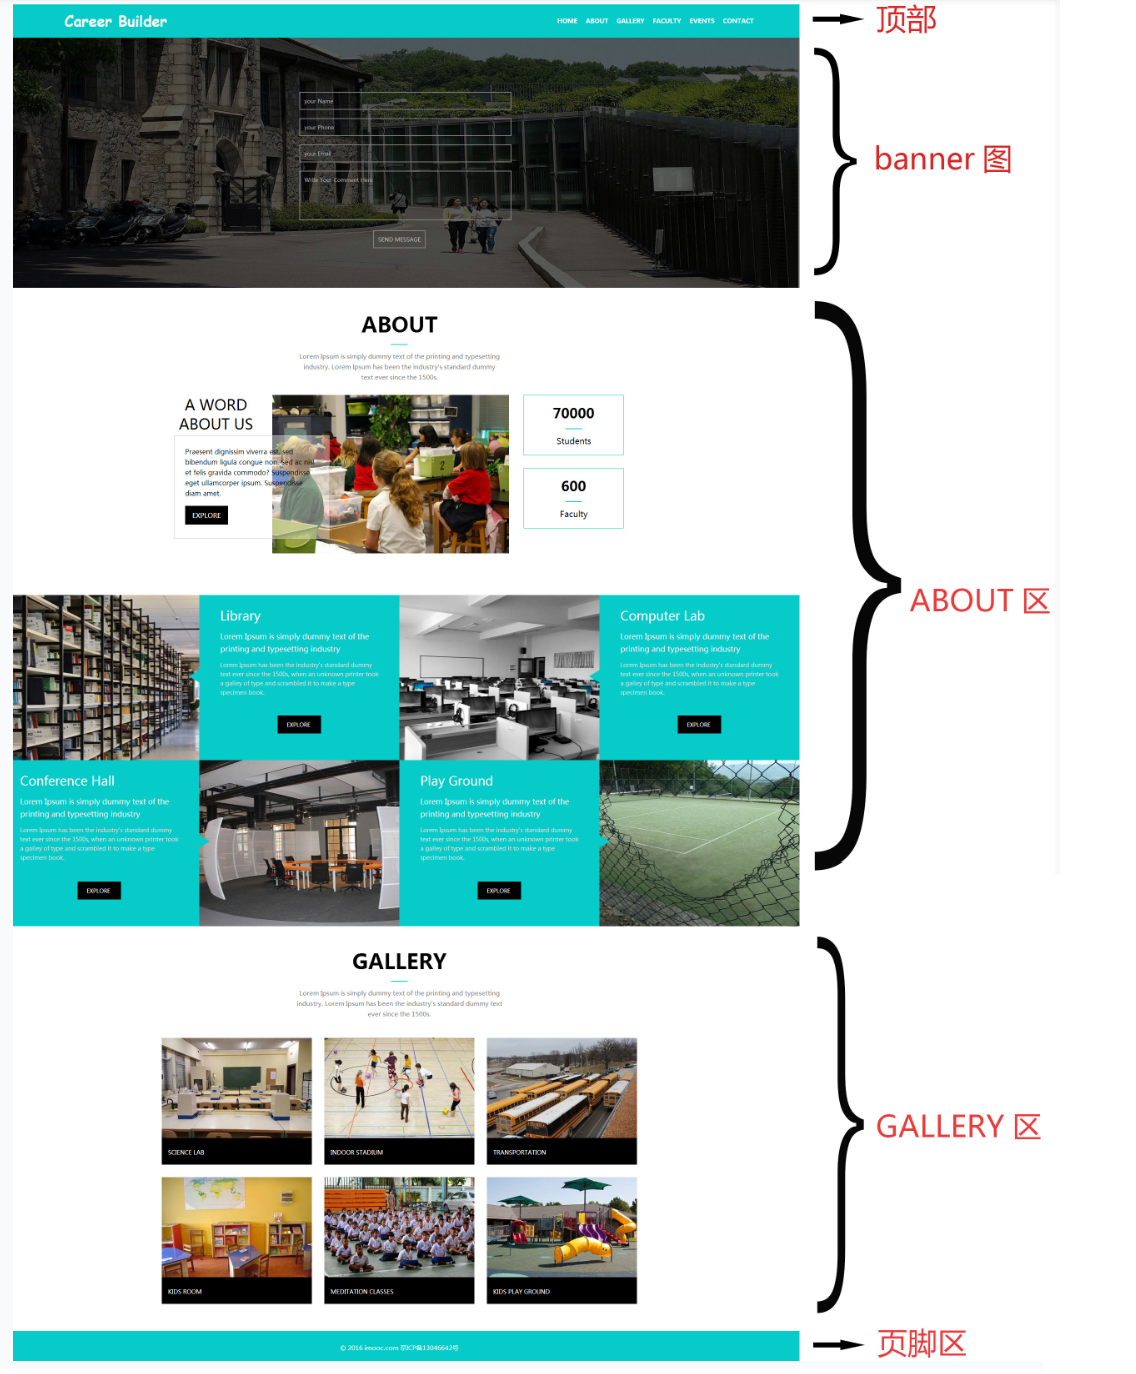 Career Builder
HOME ABOUT GALLERY FACULTY EVENTS CONTACT
顶部
your Name
your Phone
your Email
Write Your Comment Here
SEND MESSAGE
banner 图
ABOUT
Lorem Ipsum is simply dummy text of the printing and typesetting
industry. Lorem Ipsum has been the industry's standard dummy
text ever since the 1500s.
A WORD
ABOUT US
Praesent dignissim viverra est, sed
bibendum ligula congue non. Sed ac nisl
et felis gravida commodo? Suspendisse
eget ullamcorper ipsum. Suspendisse
diam amet.
EXPLORE
70000
Students
600
Faculty
ABOUT 区
Library
Lorem Ipsum is simply dummy text of the
printing and typesetting industry
Lorem Ipsum has been the industry's standard dummy
text ever since the 1500s, when an unknown printer took
a galley of type and scrambled it to make a type
specimen book.
EXPLORE
Computer Lab
Lorem Ipsum is simply dummy text of the
printing and typesetting industry
Lorem Ipsum has been the industry's standard dummy
text ever since the 1500s, when an unknown printer took
a galley of type and scrambled it to make a type
specimen book.
EXPLORE
Conference Hall
Lorem Ipsum is simply dummy text of the
printing and typesetting industry
Lorem Ipsum has been the industry's standard dummy
text ever since the 1500s, when an unknown printer took
a galley of type and scrambled it to make a type
specimen book.
EXPLORE
Play Ground
Lorem Ipsum is simply dummy text of the
printing and typesetting industry
Lorem Ipsum has been the industry's standard dummy
text ever since the 1500s, when an unknown printer took
a galley of type and scrambled it to make a type
specimen book.
EXPLORE
GALLERY
Lorem Ipsum is simply dummy text of the printing and typesetting
industry. Lorem Ipsum has been the industry's standard dummy text
ever since the 1500s.
SCIENCE LAB
INDOOR STADIUM
TRANSPORTATION
GALLERY 区
KIDS ROOM
MEDITATION CLASSES
KIDS PLAY GROUND
© 2016 imooc.com 京ICP备13046642号
页脚区